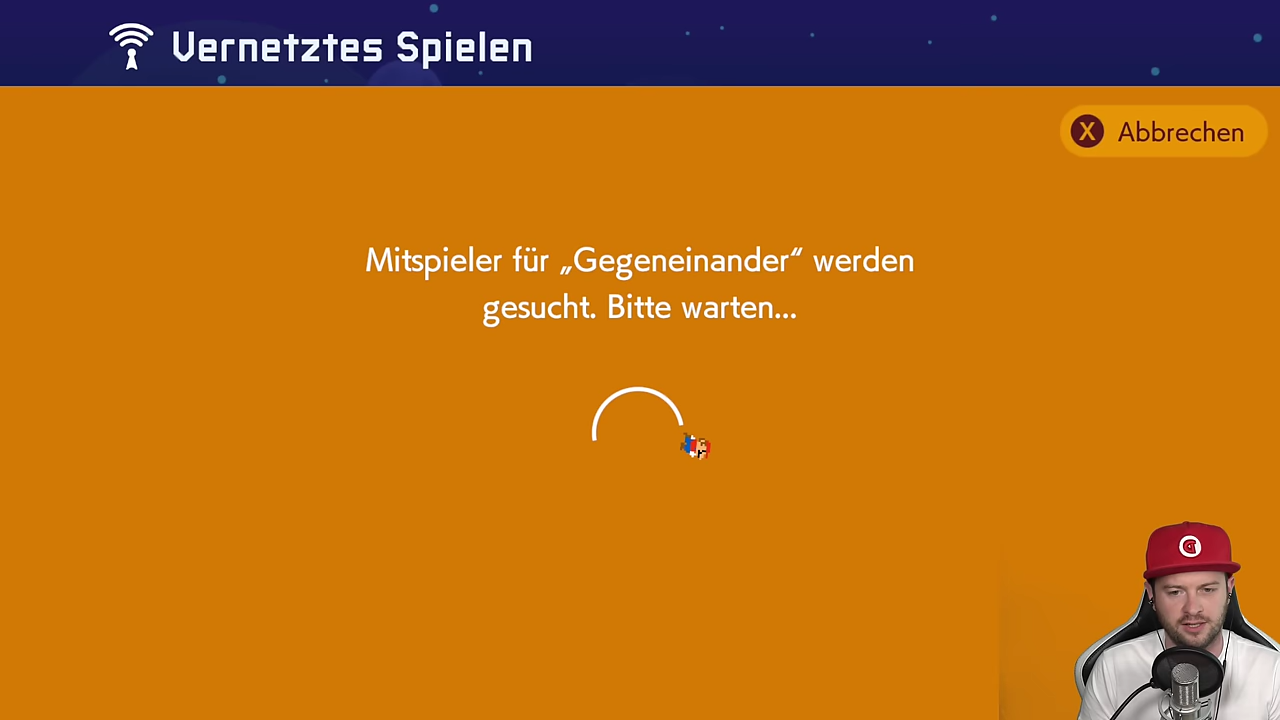 Vernetztes Spielen
X Abbrechen
Mitspieler für „Gegeneinander“ werden
gesucht. Bitte warten...